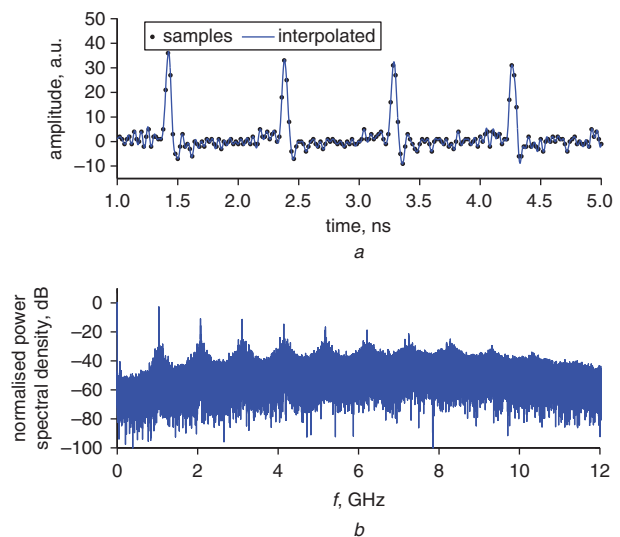 50
40
30
20
10
0
−10
amplitude, a.u.
samples interpolated
1.0 1.5 2.0 2.5 3.0 3.5 4.0 4.5 5.0
time, ns
a
0
−20
−40
−60
−80
−100
normalised power
spectral density, dB
0 2 4 6 8 10 12
f, GHz
b